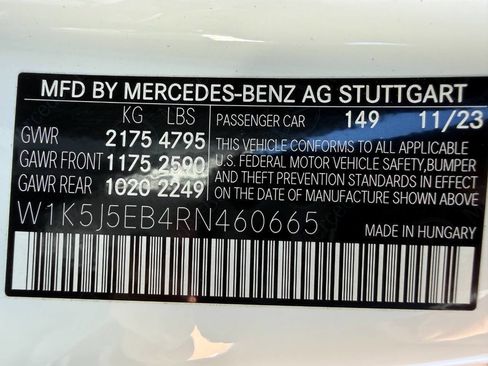 MFD BY MERCEDES-BENZ AG STUTTGART
KG LBS
GVWR 2175 4795
GAWR FRONT 1175 2590
GAWR REAR 1020 2249
PASSENGER CAR 149 11/23
THIS VEHICLE CONFORMS TO ALL APPLICABLE
U.S. FEDERAL MOTOR VEHICLE SAFETY, BUMPER
AND THEFT PREVENTION STANDARDS IN EFFECT
ON THE DATE OF MANUFACTURE SHOWN ABOVE
W1K5J5EB4RN460665
MADE IN HUNGARY